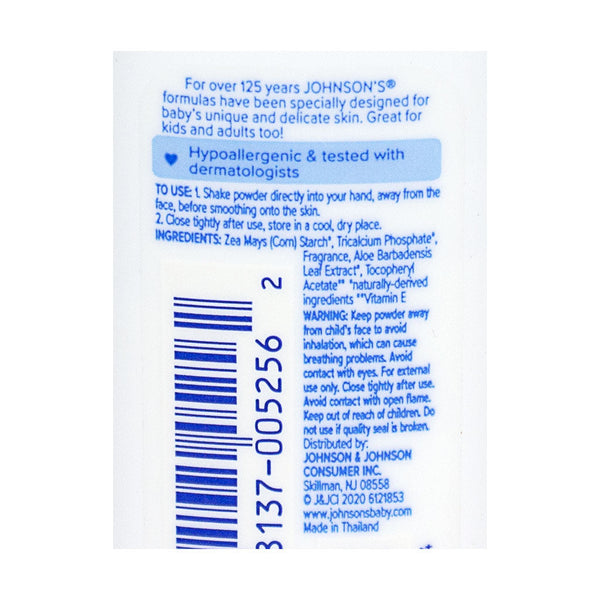 For over 125 years JOHNSON'S®
formulas have been specially designed for
baby's unique and delicate skin. Great for
kids and adults too!
Hypoallergenic & tested with
dermatologists
TO USE: 1. Shake powder directly into your hand, away from the
face, before smoothing onto the skin.
2. Close tightly after use, store in a cool, dry place.
INGREDIENTS: Zea Mays (Corn) Starch*, Tricalcium Phosphate*,
Fragrance, Aloe Barbadensis
Leaf Extract*, Tocopheryl
Acetate** *naturally-derived
ingredients **Vitamin E
WARNING: Keep powder away
from child's face to avoid
inhalation, which can cause
breathing problems. Avoid
contact with eyes. For external
use only. Close tightly after use.
Avoid contact with open flame.
Keep out of reach of children. Do
not use if quality seal is broken.
Distributed by:
JOHNSON & JOHNSON
CONSUMER INC.
Skillman, NJ 08558
© J&JCI 2020 6121853
www.johnsonsbaby.com
Made in Thailand
8137-005256 2